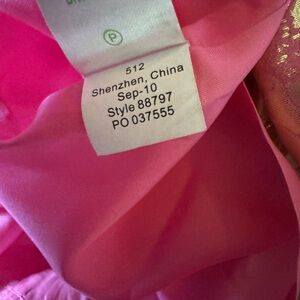 P
512
Shenzhen, China
Sep-10
Style 88797
PO 037555